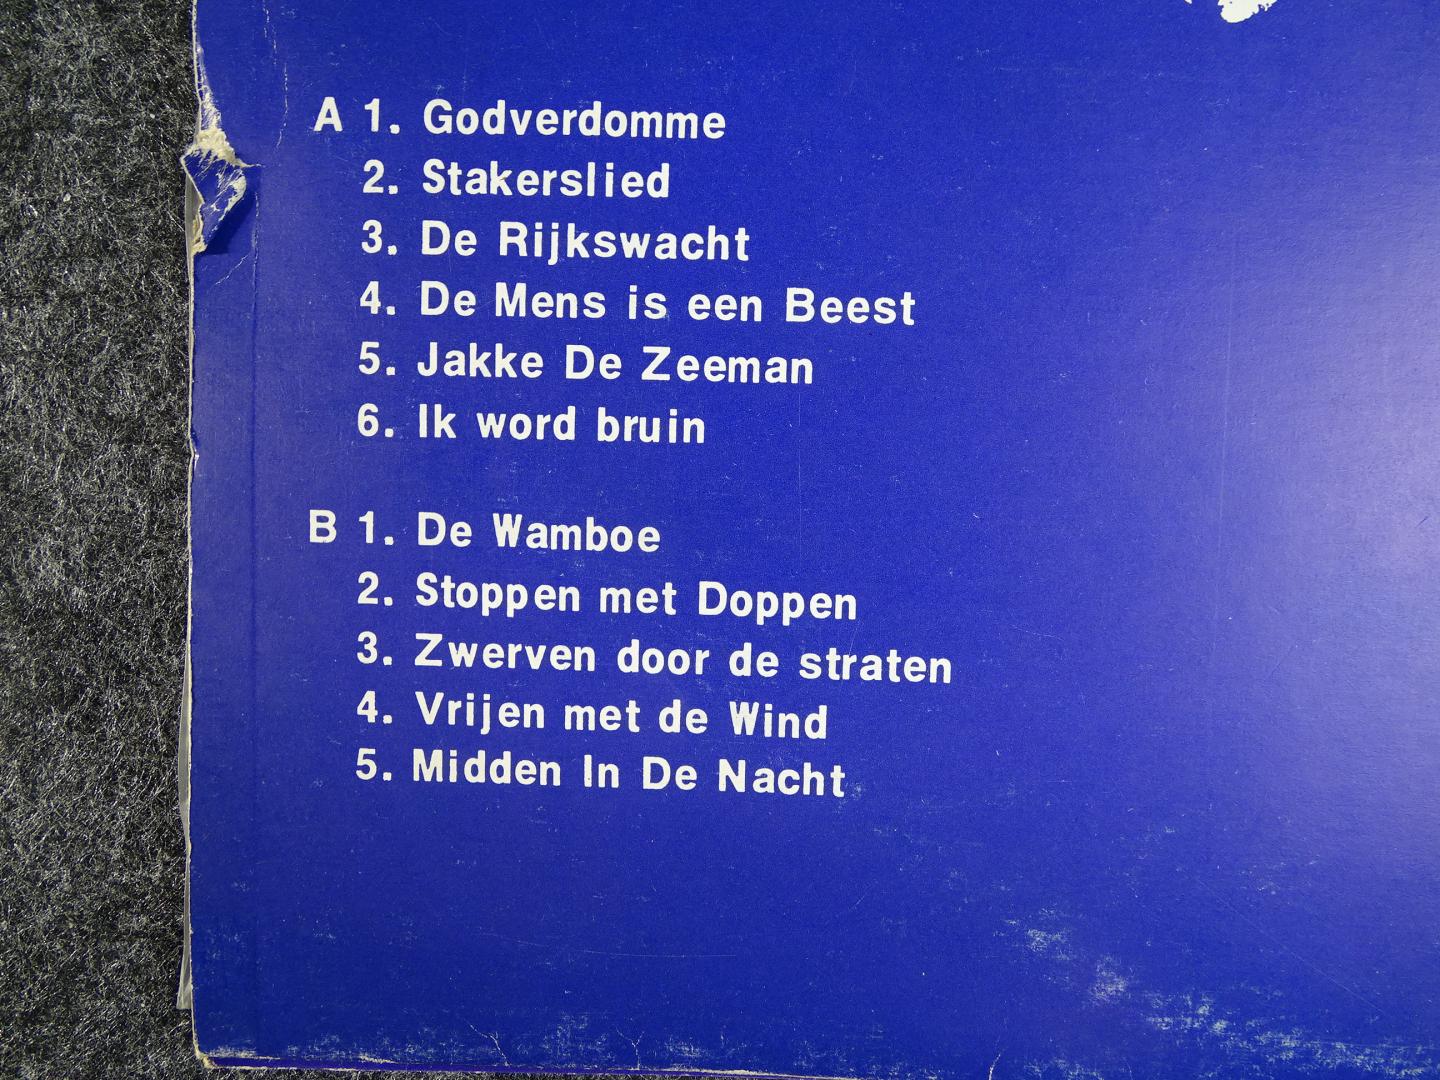 A 1. Godverdomme
2. Stakerslied
3. De Rijkswacht
4. De Mens is een Beest
5. Jakke De Zeeman
6. Ik word bruin
B 1. De Wamboe
2. Stoppen met Doppen
3. Zwerven door de straten
4. Vrijen met de Wind
5. Midden In De Nacht